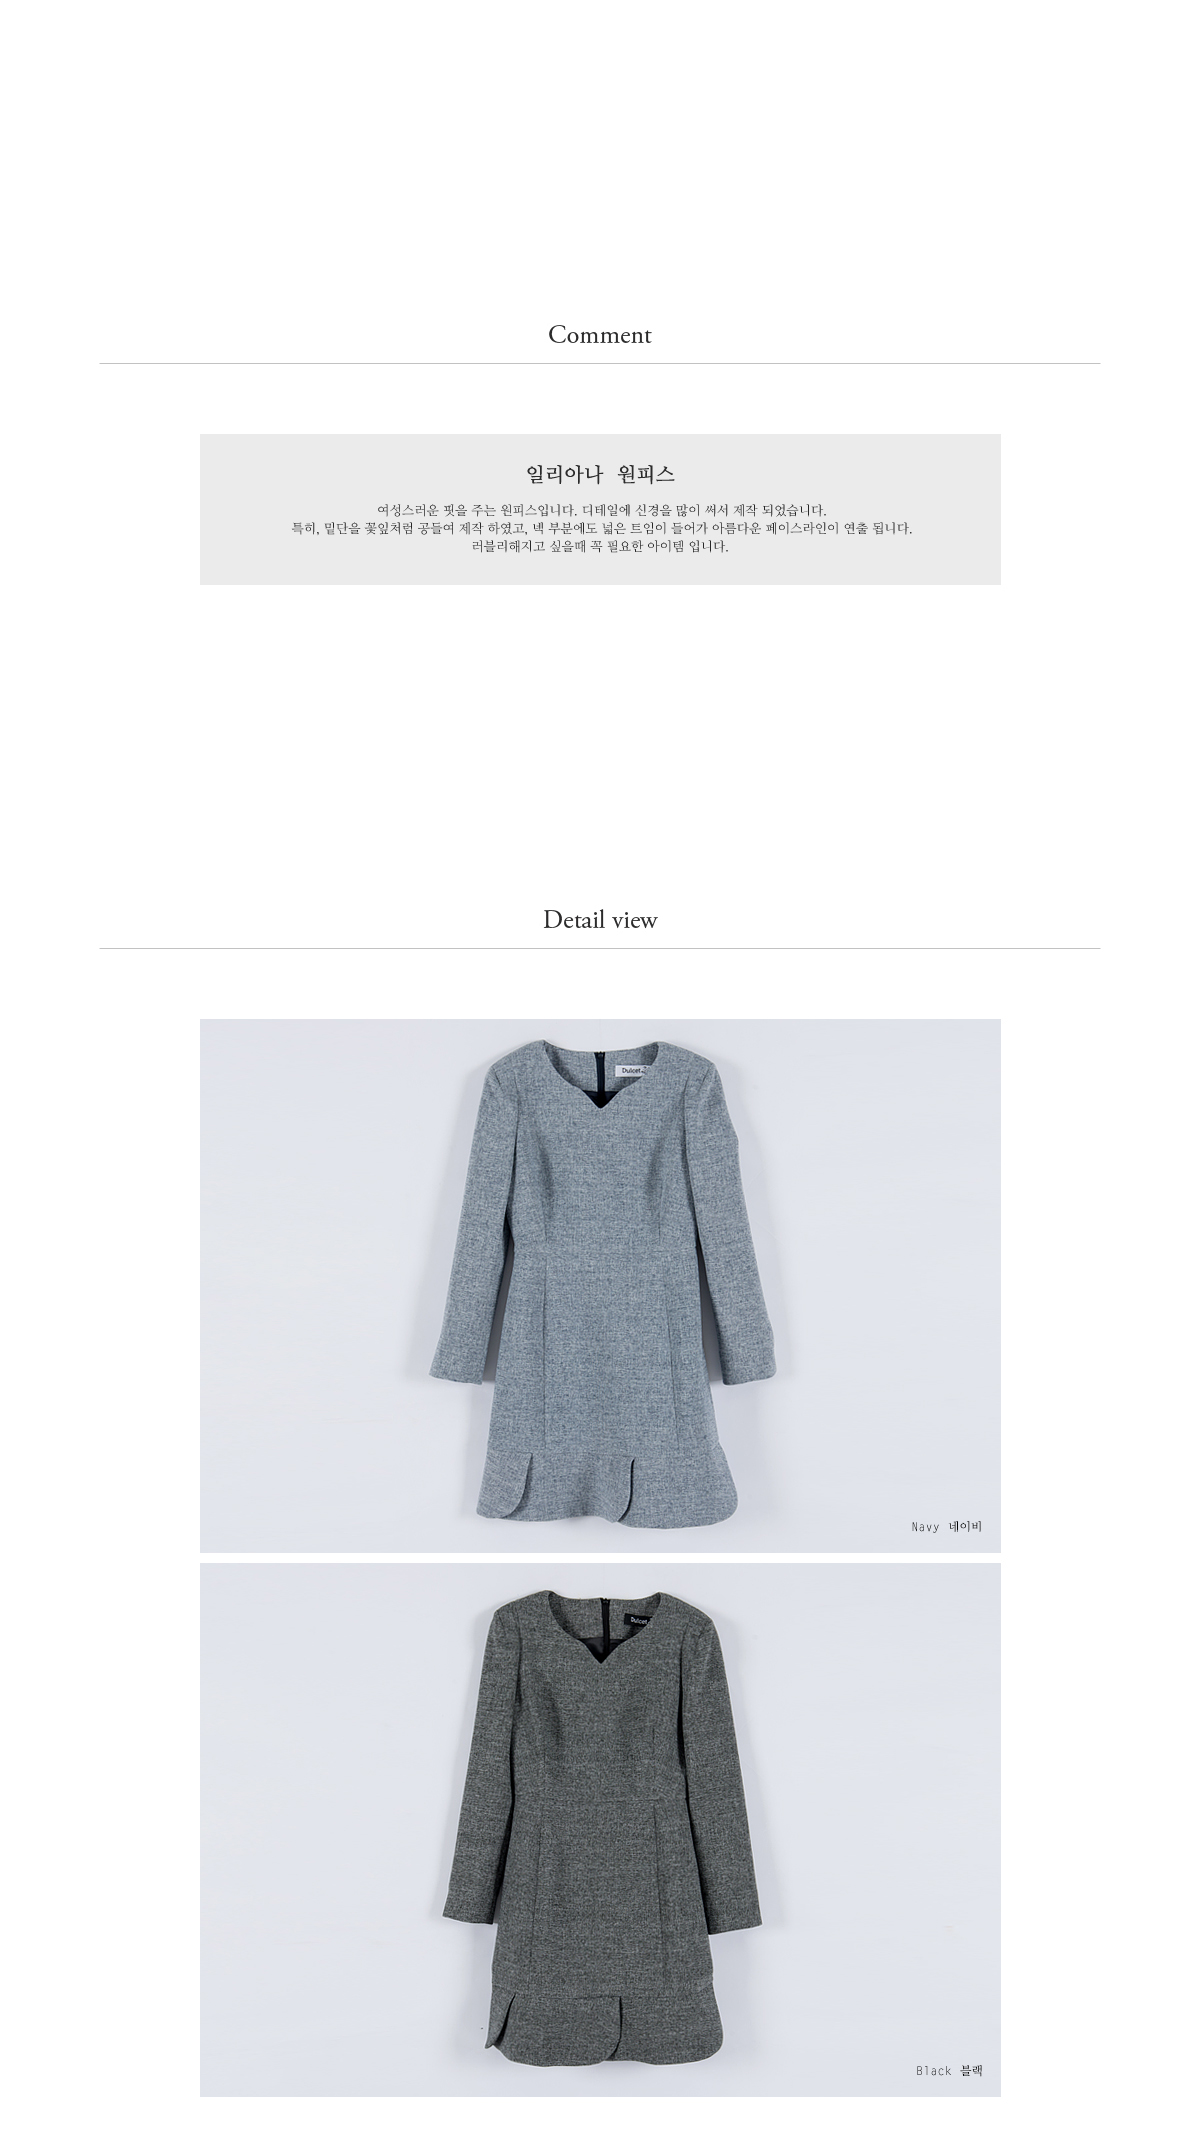 Comment
일리아나 원피스
여성스러운 핏을 주는 원피스입니다. 디테일에 신경을 많이 써서 제작 되었습니다.
특히, 밑단을 꽃잎처럼 공들여 제작 하였고, 넥 부분에도 넓은 트임이 들어가 아름다운 페이스라인이 연출 됩니다.
러블리해지고 싶을때 꼭 필요한 아이템 입니다.
Detail view
Dulcet
Navy 네이비
Dulcet
Black 블랙